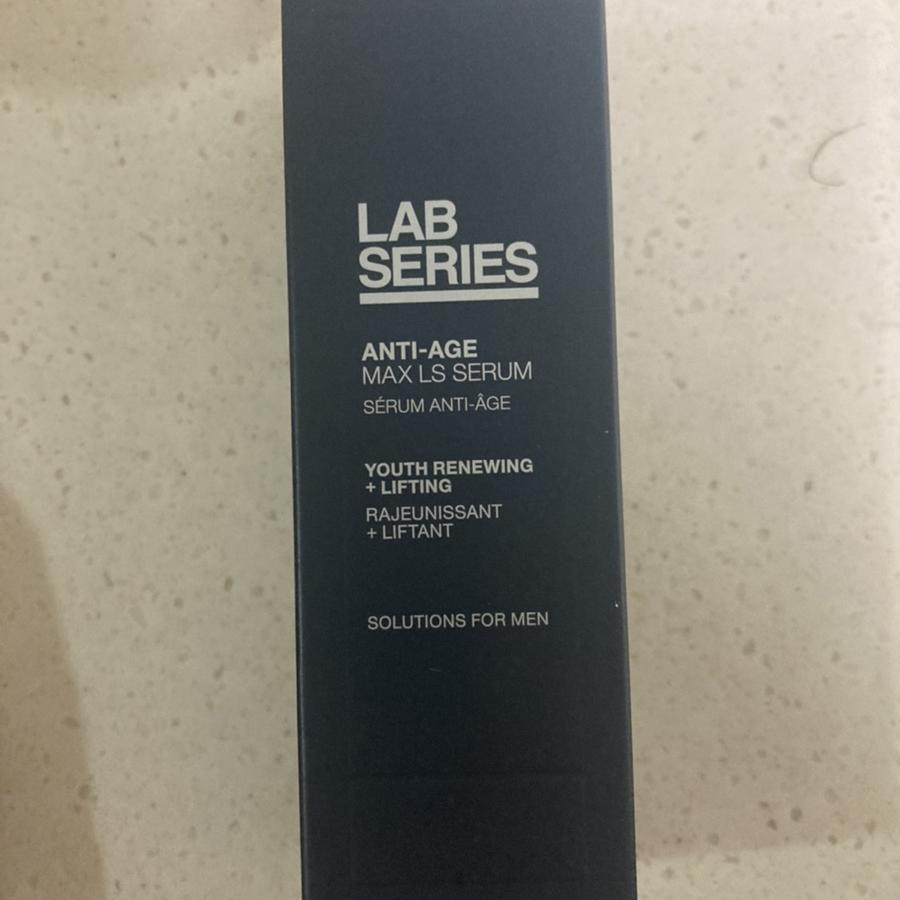 LAB
SERIES
ANTI-AGE
MAX LS SERUM
SÉRUM ANTI-ÂGE
YOUTH RENEWING
+ LIFTING
RAJEUNISSANT
+ LIFTANT
SOLUTIONS FOR MEN